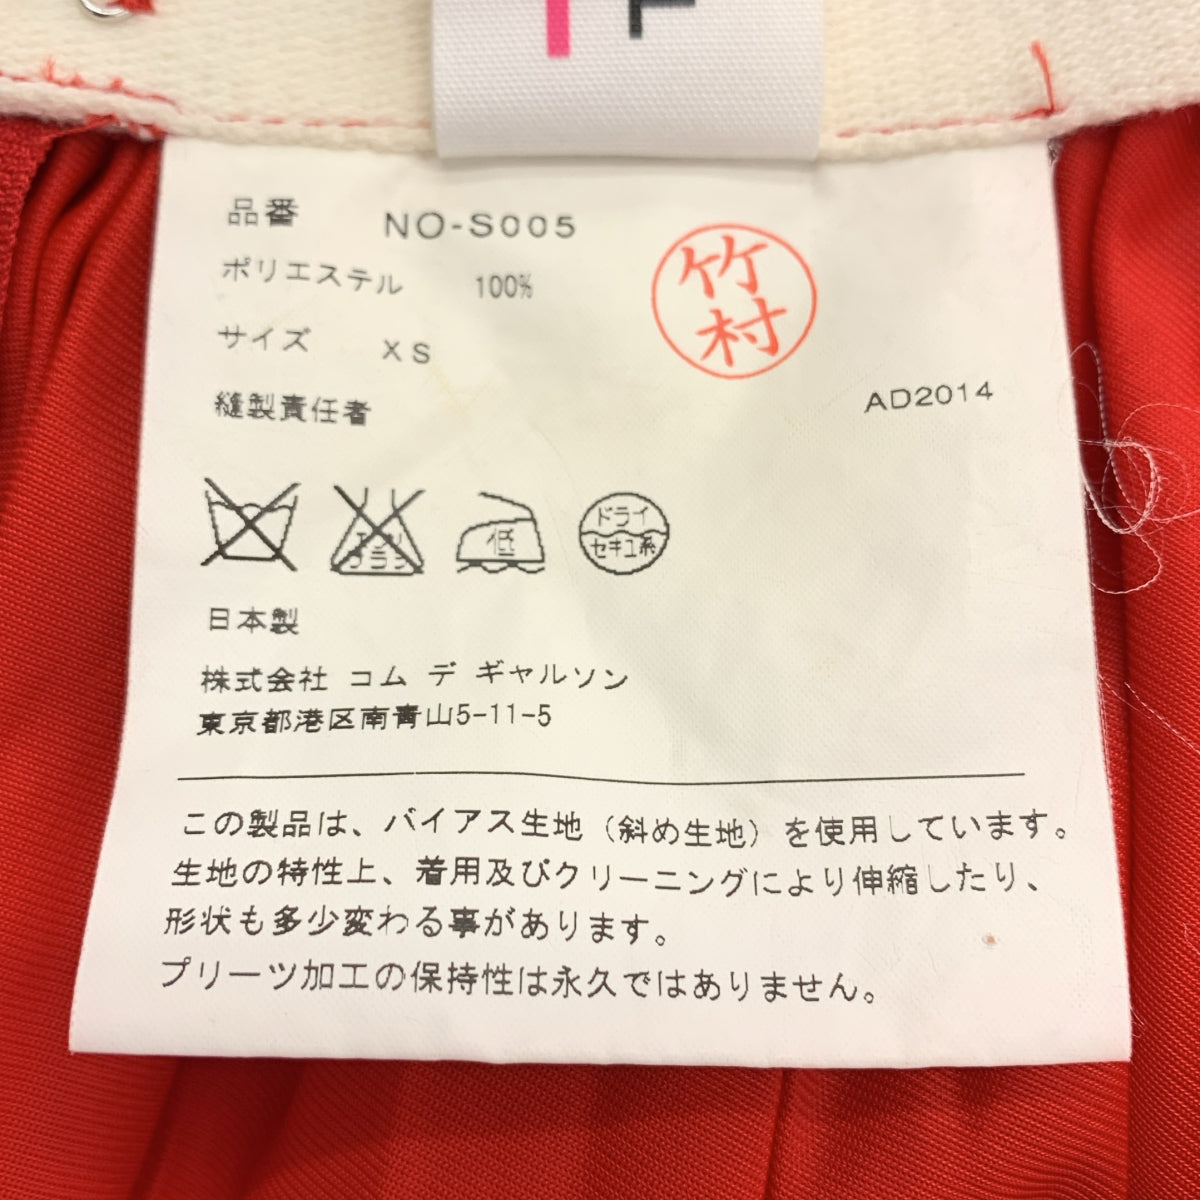 品番 NO-S005
ポリエステル 100%
サイズ XS
縫製責任者
竹村
AD2014
エンソ
フラシ
低
ドライ
セキユ系
日本製
株式会社 コム デ ギャルソン
東京都港区南青山5-11-5
この製品は、バイアス生地（斜め生地）を使用しています。
生地の特性上、着用及びクリーニングにより伸縮したり、
形状も多少変わる事があります。
プリーツ加工の保持性は永久ではありません。